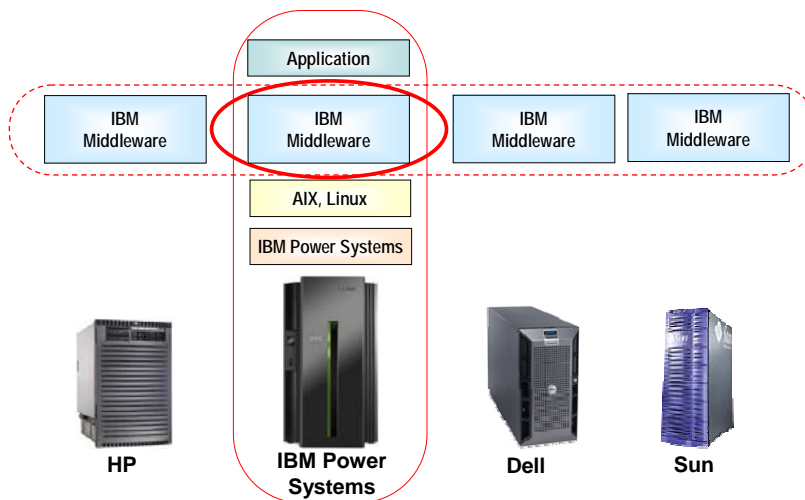 Application
IBM
Middleware
IBM
Middleware
IBM
Middleware
IBM
Middleware
AIX, Linux
IBM Power Systems
HP
IBM Power
Systems
Dell
Sun